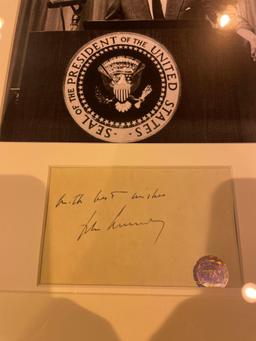 SEAL OF THE PRESIDENT OF THE UNITED STATES
with best wishes
John Kennedy